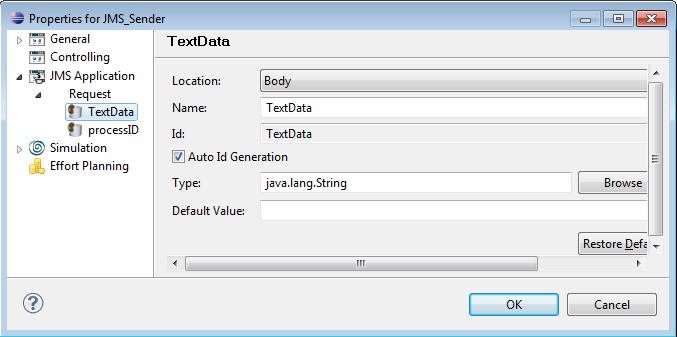 Properties for JMS_Sender
General
Controlling
JMS Application
Request
TextData
processID
Simulation
Effort Planning
TextData
Location: Body
Name: TextData
Id: TextData
Auto Id Generation
Type: java.lang.String Browse
Default Value:
Restore Defa
OK Cancel